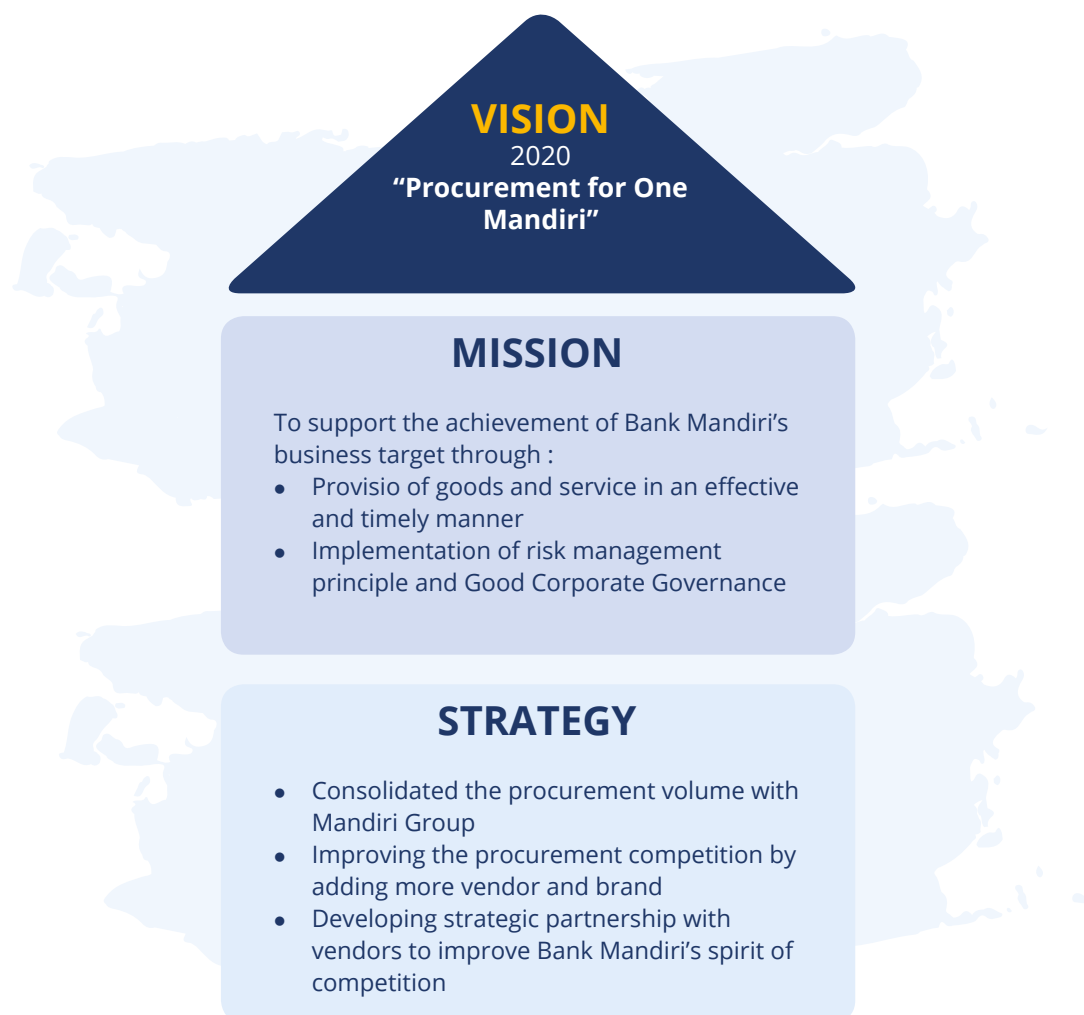 VISION
2020
“Procurement for One
Mandiri”
MISSION
To support the achievement of Bank Mandiri’s
business target through :
● Provisio of goods and service in an effective
and timely manner
● Implementation of risk management
principle and Good Corporate Governance
STRATEGY
● Consolidated the procurement volume with
Mandiri Group
● Improving the procurement competition by
adding more vendor and brand
● Developing strategic partnership with
vendors to improve Bank Mandiri’s spirit of
competition